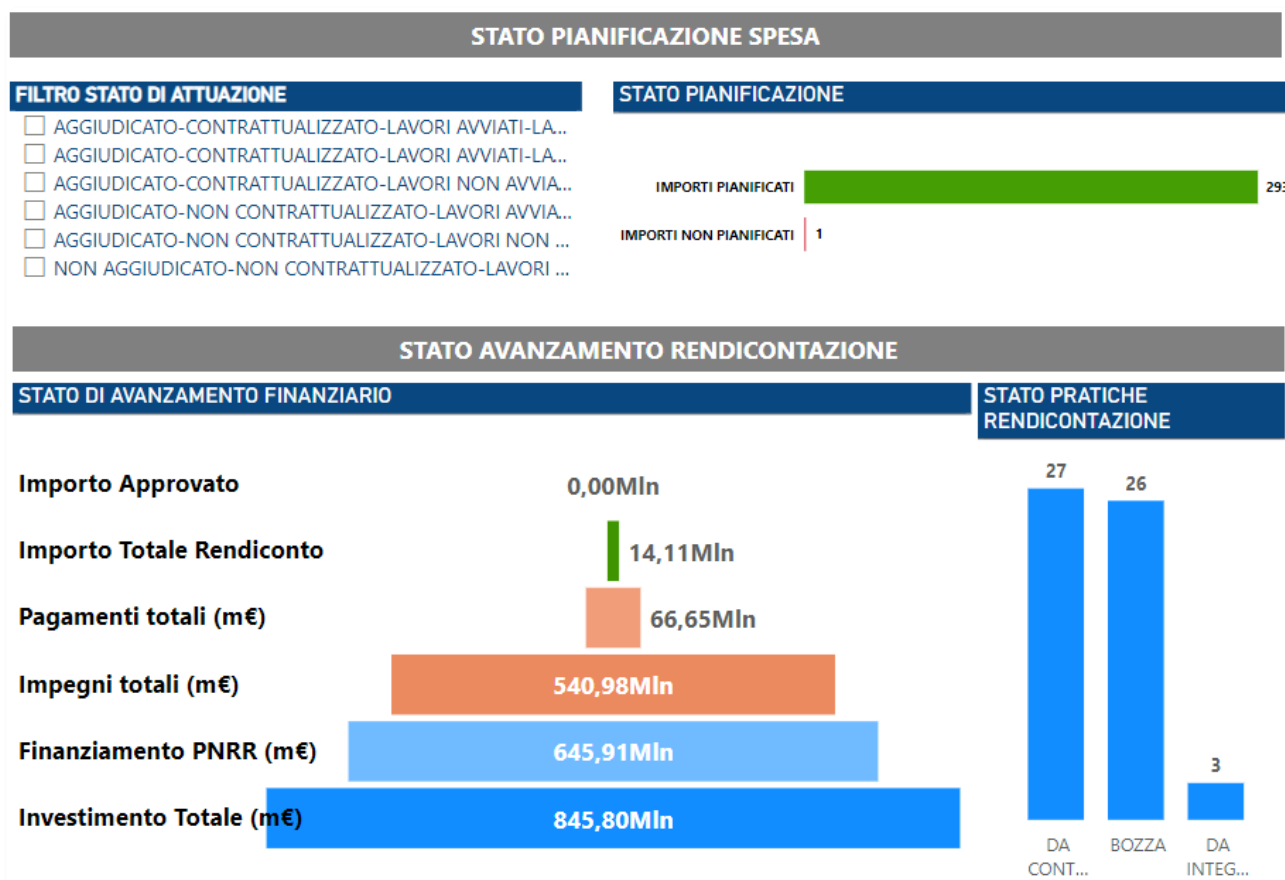 STATO PIANIFICAZIONE SPESA
FILTRO STATO DI ATTUAZIONE
AGGIUDICATO-CONTRATTUALIZZATO-LAVORI AVVIATI-LA...
AGGIUDICATO-CONTRATTUALIZZATO-LAVORI AVVIATI-LA...
AGGIUDICATO-CONTRATTUALIZZATO-LAVORI NON AVVIA...
AGGIUDICATO-NON CONTRATTUALIZZATO-LAVORI AVVIA...
AGGIUDICATO-NON CONTRATTUALIZZATO-LAVORI NON ...
NON AGGIUDICATO-NON CONTRATTUALIZZATO-LAVORI ...
STATO PIANIFICAZIONE
IMPORTI PIANIFICATI 293
IMPORTI NON PIANIFICATI 1
STATO AVANZAMENTO RENDICONTAZIONE
STATO DI AVANZAMENTO FINANZIARIO
Importo Approvato 0,00Mln
Importo Totale Rendiconto 14,11Mln
Pagamenti totali (m€) 66,65Mln
Impegni totali (m€) 540,98Mln
Finanziamento PNRR (m€) 645,91Mln
Investimento Totale (m€) 845,80Mln
STATO PRATICHE
RENDICONTAZIONE
27
26
3
DA
CONT...
BOZZA
DA
INTEG...